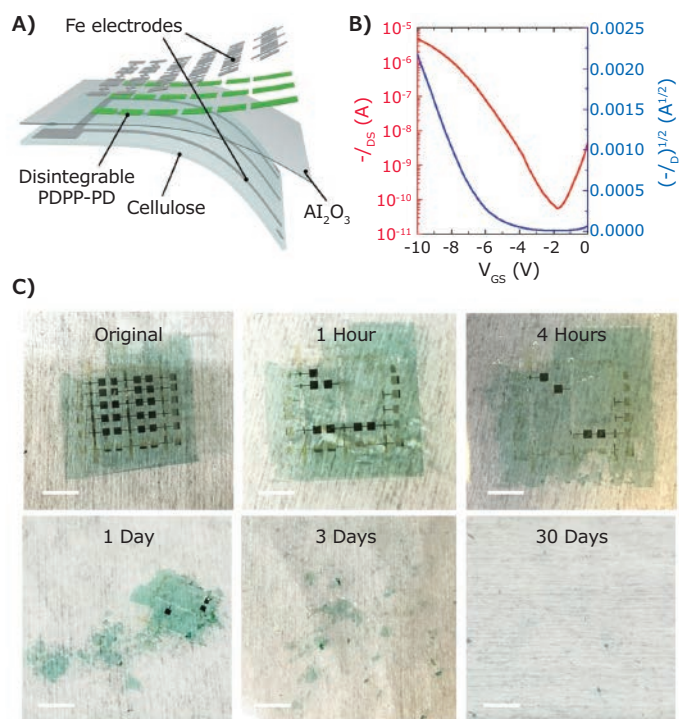 A)
Fe electrodes
Disintegrable
PDPP-PD
Cellulose
AI₂O₃
B)
10⁻⁵
10⁻⁶
10⁻⁷
10⁻⁸
10⁻⁹
10⁻¹⁰
10⁻¹¹
-I_DS (A)
0.0025
0.0020
0.0015
0.0010
0.0005
0.0000
(-I_D)^1/2 (A^1/2)
-10 -8 -6 -4 -2 0
V_GS (V)
C)
Original
1 Hour
4 Hours
1 Day
3 Days
30 Days